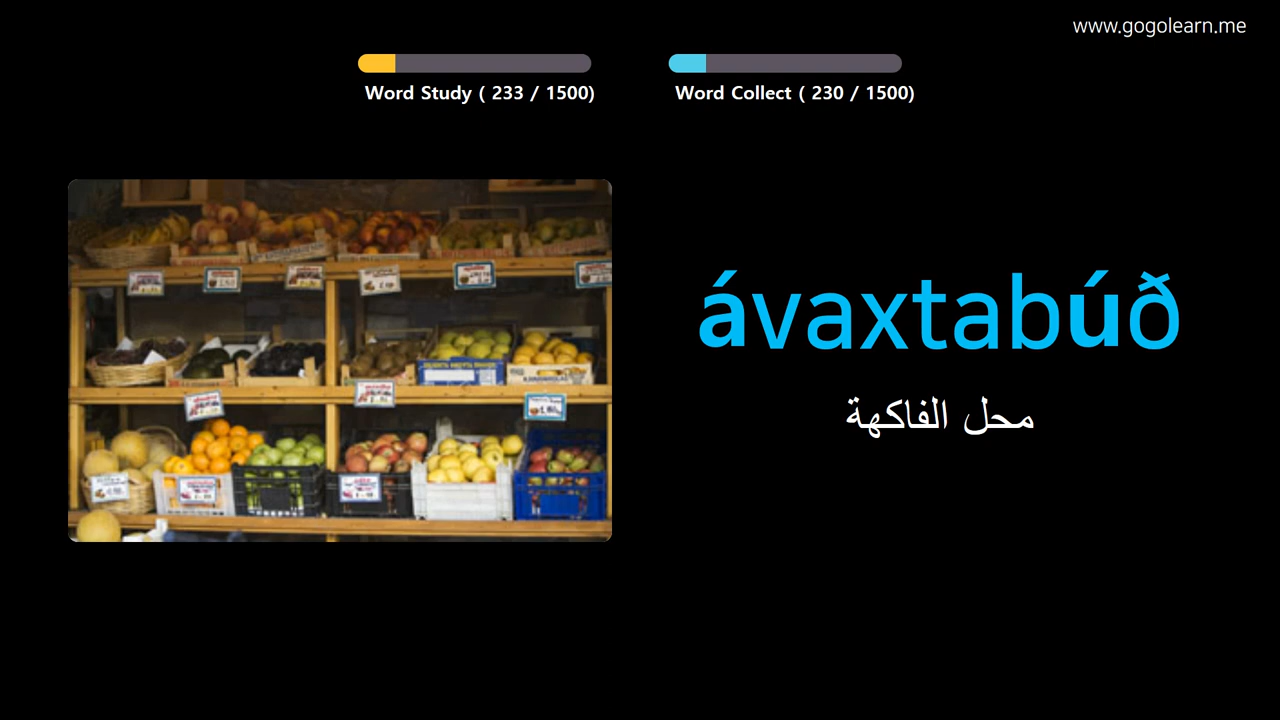 www.gogolearn.me
Word Study ( 233 / 1500)
Word Collect ( 230 / 1500)
ávaxtabúð
محل الفاكهة